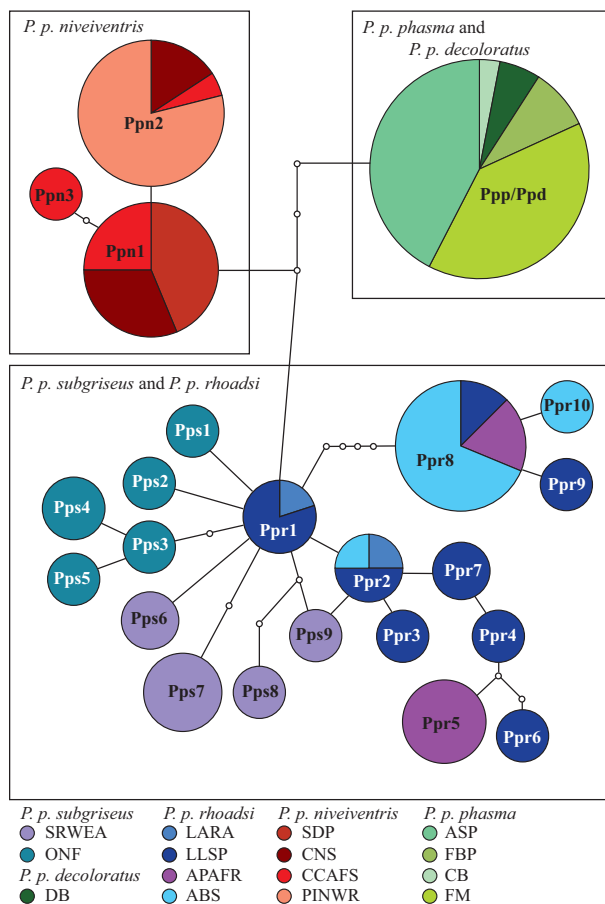 P. p. niveiventris
P. p. phasma and
P. p. decoloratus
Ppn2
Ppn3
Ppn1
Ppp/Ppd
P. p. subgriseus and P. p. rhoadsi
Pps1
Ppr10
Pps2
Ppr8
Ppr9
Pps4
Ppr1
Pps3
Pps5
Ppr2
Ppr7
Pps6
Pps9
Ppr3
Ppr4
Pps7
Pps8
Ppr5
Ppr6
P. p. subgriseus
SRWEA
ONF
P. p. decoloratus
DB
P. p. rhoadsi
LARA
LLSP
APAFR
ABS
P. p. niveiventris
SDP
CNS
CCAFS
PINWR
P. p. phasma
ASP
FBP
CB
FM